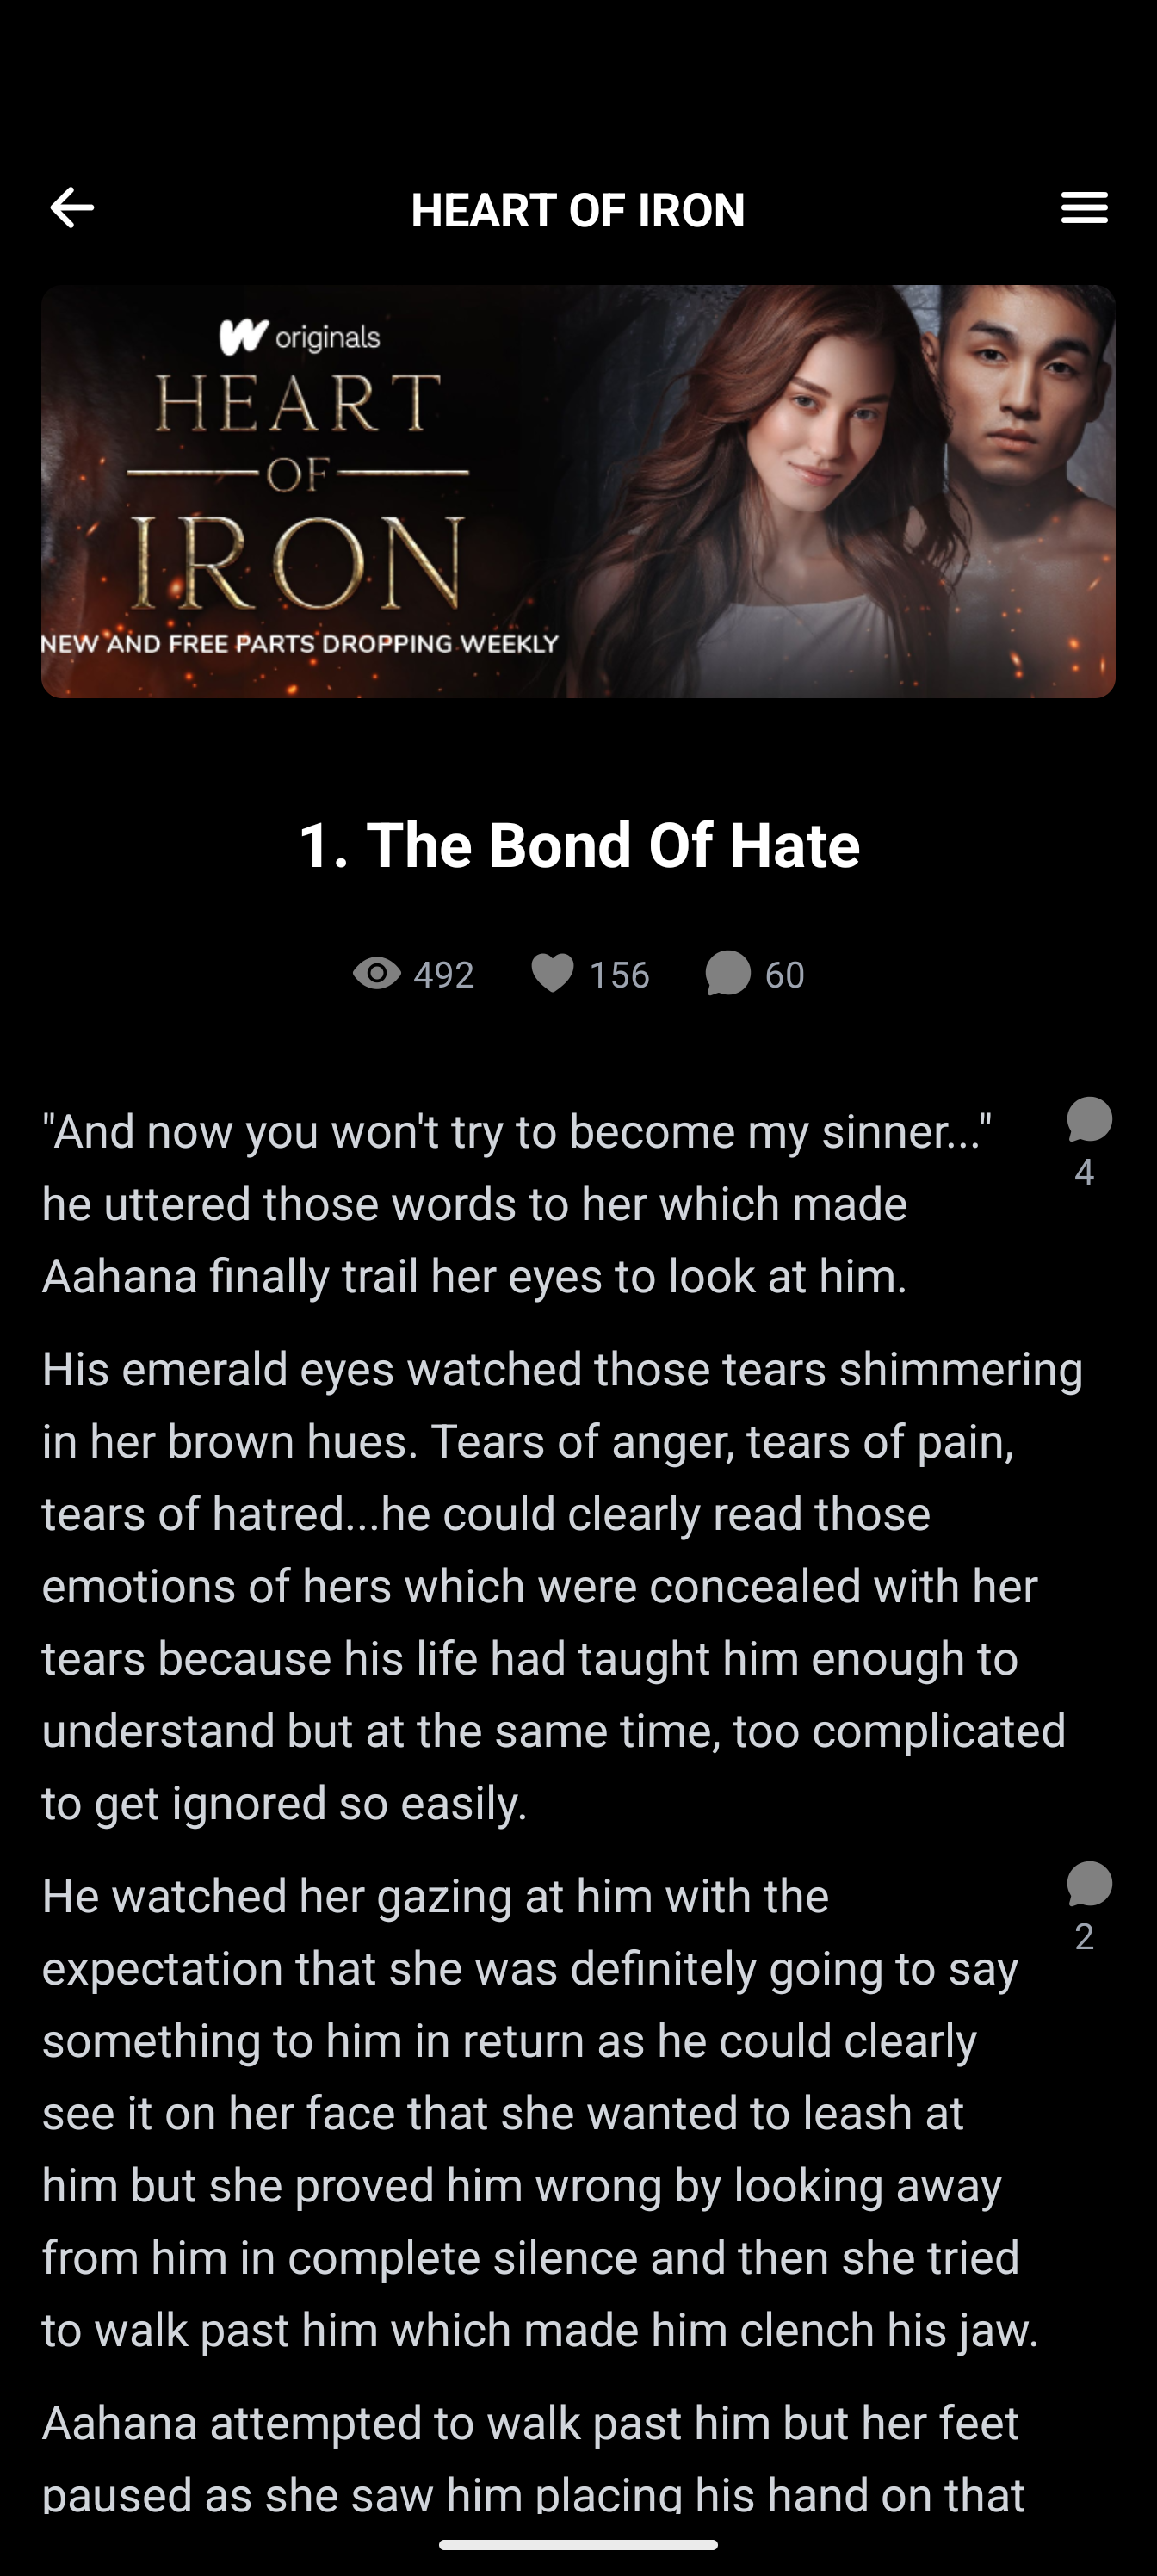 HEART OF IRON
W originals
HEART
OF
IRON
NEW AND FREE PARTS DROPPING WEEKLY
1. The Bond Of Hate
492 156 60
"And now you won't try to become my sinner..."
4
he uttered those words to her which made
Aahana finally trail her eyes to look at him.
His emerald eyes watched those tears shimmering
in her brown hues. Tears of anger, tears of pain,
tears of hatred...he could clearly read those
emotions of hers which were concealed with her
tears because his life had taught him enough to
understand but at the same time, too complicated
to get ignored so easily.
He watched her gazing at him with the
2
expectation that she was definitely going to say
something to him in return as he could clearly
see it on her face that she wanted to leash at
him but she proved him wrong by looking away
from him in complete silence and then she tried
to walk past him which made him clench his jaw.
Aahana attempted to walk past him but her feet
paused as she saw him placing his hand on that